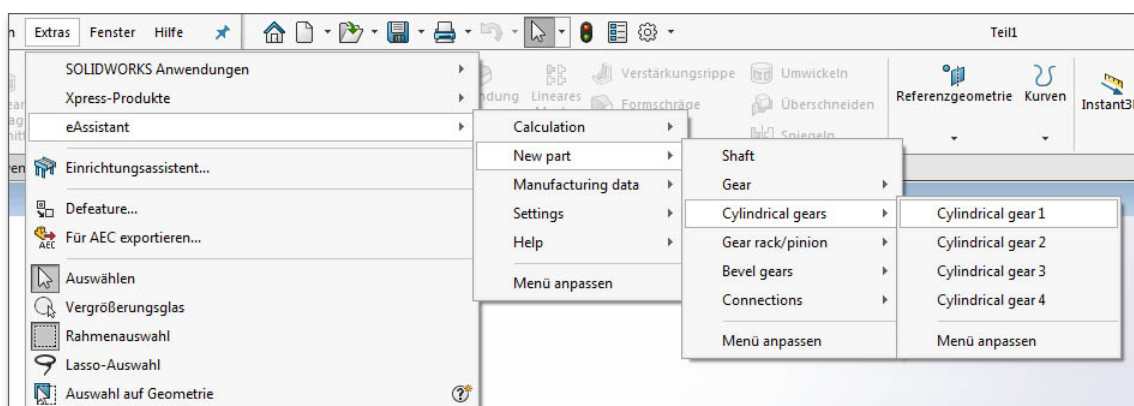 Extras Fenster Hilfe Teil1
SOLIDWORKS Anwendungen
Xpress-Produkte
eAssistant
Einrichtungsassistent...
Defeature...
Für AEC exportieren...
AEC
Auswählen
Vergrößerungsglas
Rahmenauswahl
Lasso-Auswahl
Auswahl auf Geometrie
Lineares
Verstärkungsrippe
Formschräge
Umwickeln
Überschneiden
Spiegeln
Referenzgeometrie
Kurven
Calculation
New part
Manufacturing data
Settings
Help
Menü anpassen
Shaft
Gear
Cylindrical gears
Gear rack/pinion
Bevel gears
Connections
Menü anpassen
Cylindrical gear 1
Cylindrical gear 2
Cylindrical gear 3
Cylindrical gear 4
Menü anpassen